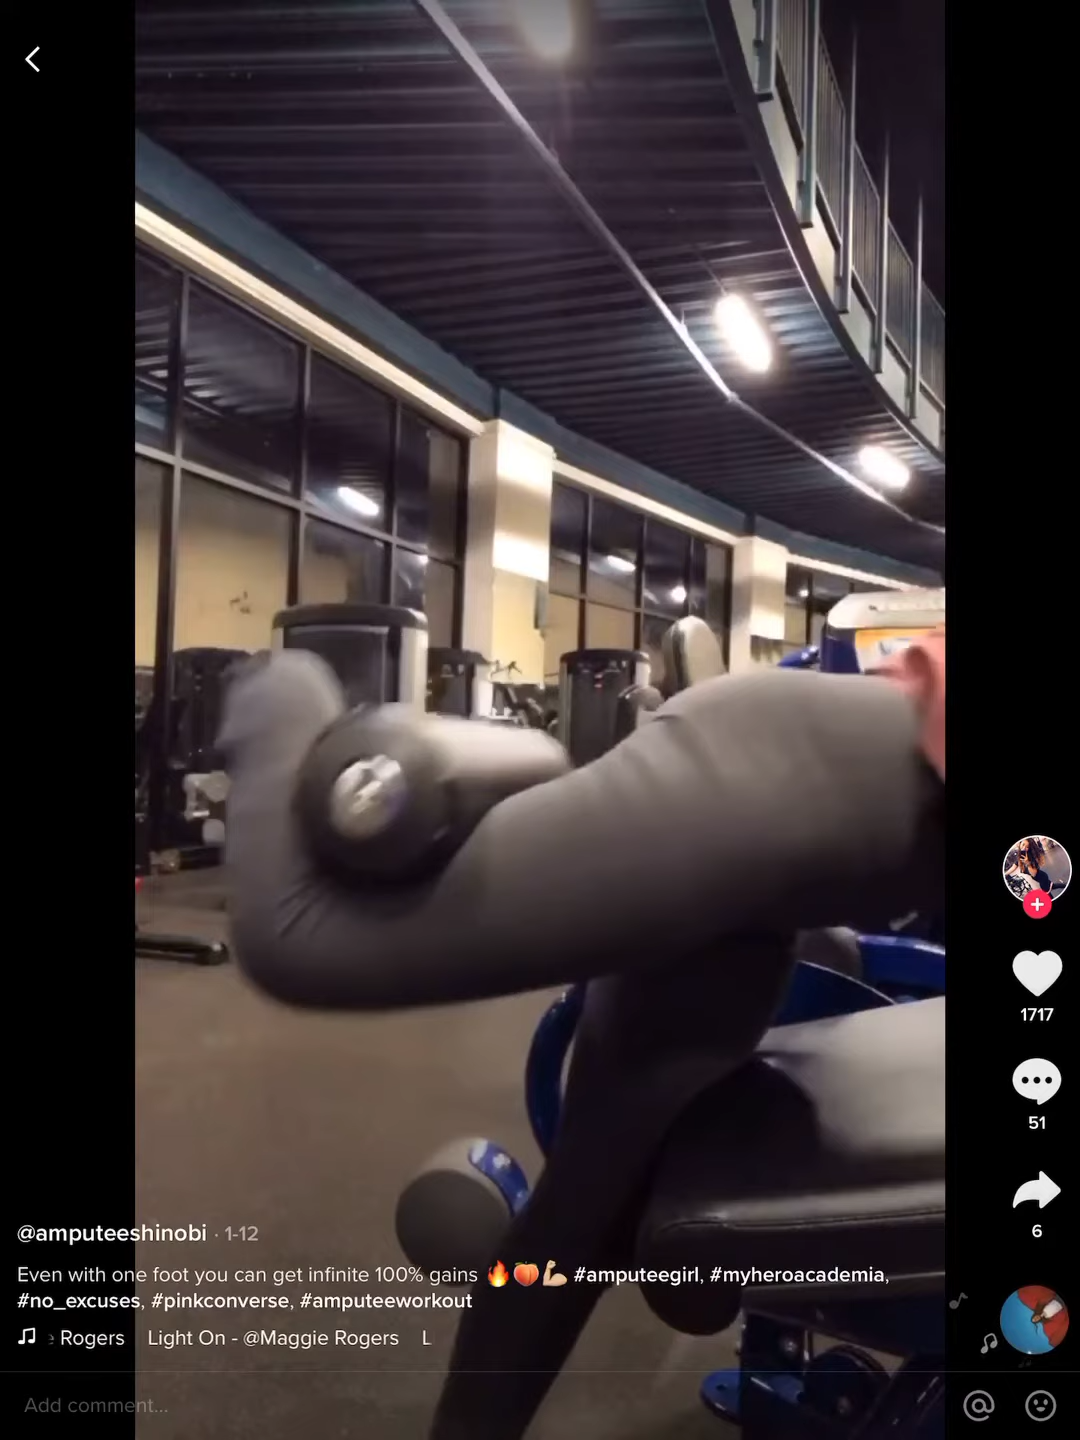 1717
51
6
@amputeeshinobi · 1-12
Even with one foot you can get infinite 100% gains 🔥🍑💪🏼 #amputeegirl, #myheroacademia,
#no_excuses, #pinkconverse, #amputeeworkout
e Rogers Light On - @Maggie Rogers L
Add comment...